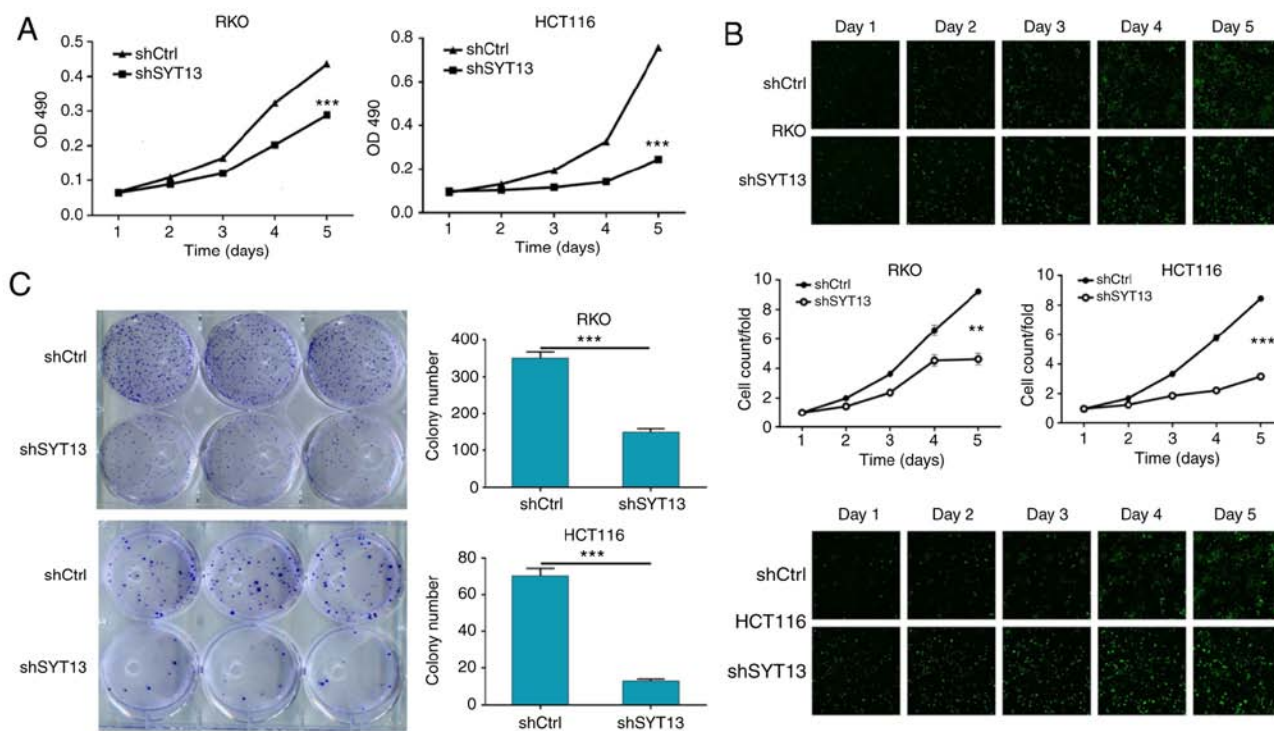 A
RKO
OD 490
0.5
0.4
0.3
0.2
0.1
0.0
shCtrl
shSYT13
***
1 2 3 4 5
Time (days)
HCT116
OD 490
0.8
0.6
0.4
0.2
0.0
shCtrl
shSYT13
***
1 2 3 4 5
Time (days)
B
Day 1 Day 2 Day 3 Day 4 Day 5
shCtrl
RKO
shSYT13
RKO
Cell count/fold
10
8
6
4
2
0
shCtrl
shSYT13
**
1 2 3 4 5
Time (days)
HCT116
Cell count/fold
10
8
6
4
2
0
shCtrl
shSYT13
***
1 2 3 4 5
Time (days)
Day 1 Day 2 Day 3 Day 4 Day 5
shCtrl
HCT116
shSYT13
C
shCtrl
shSYT13
shCtrl
shSYT13
RKO
***
Colony number
400
300
200
100
0
shCtrl shSYT13
HCT116
***
Colony number
80
60
40
20
0
shCtrl shSYT13